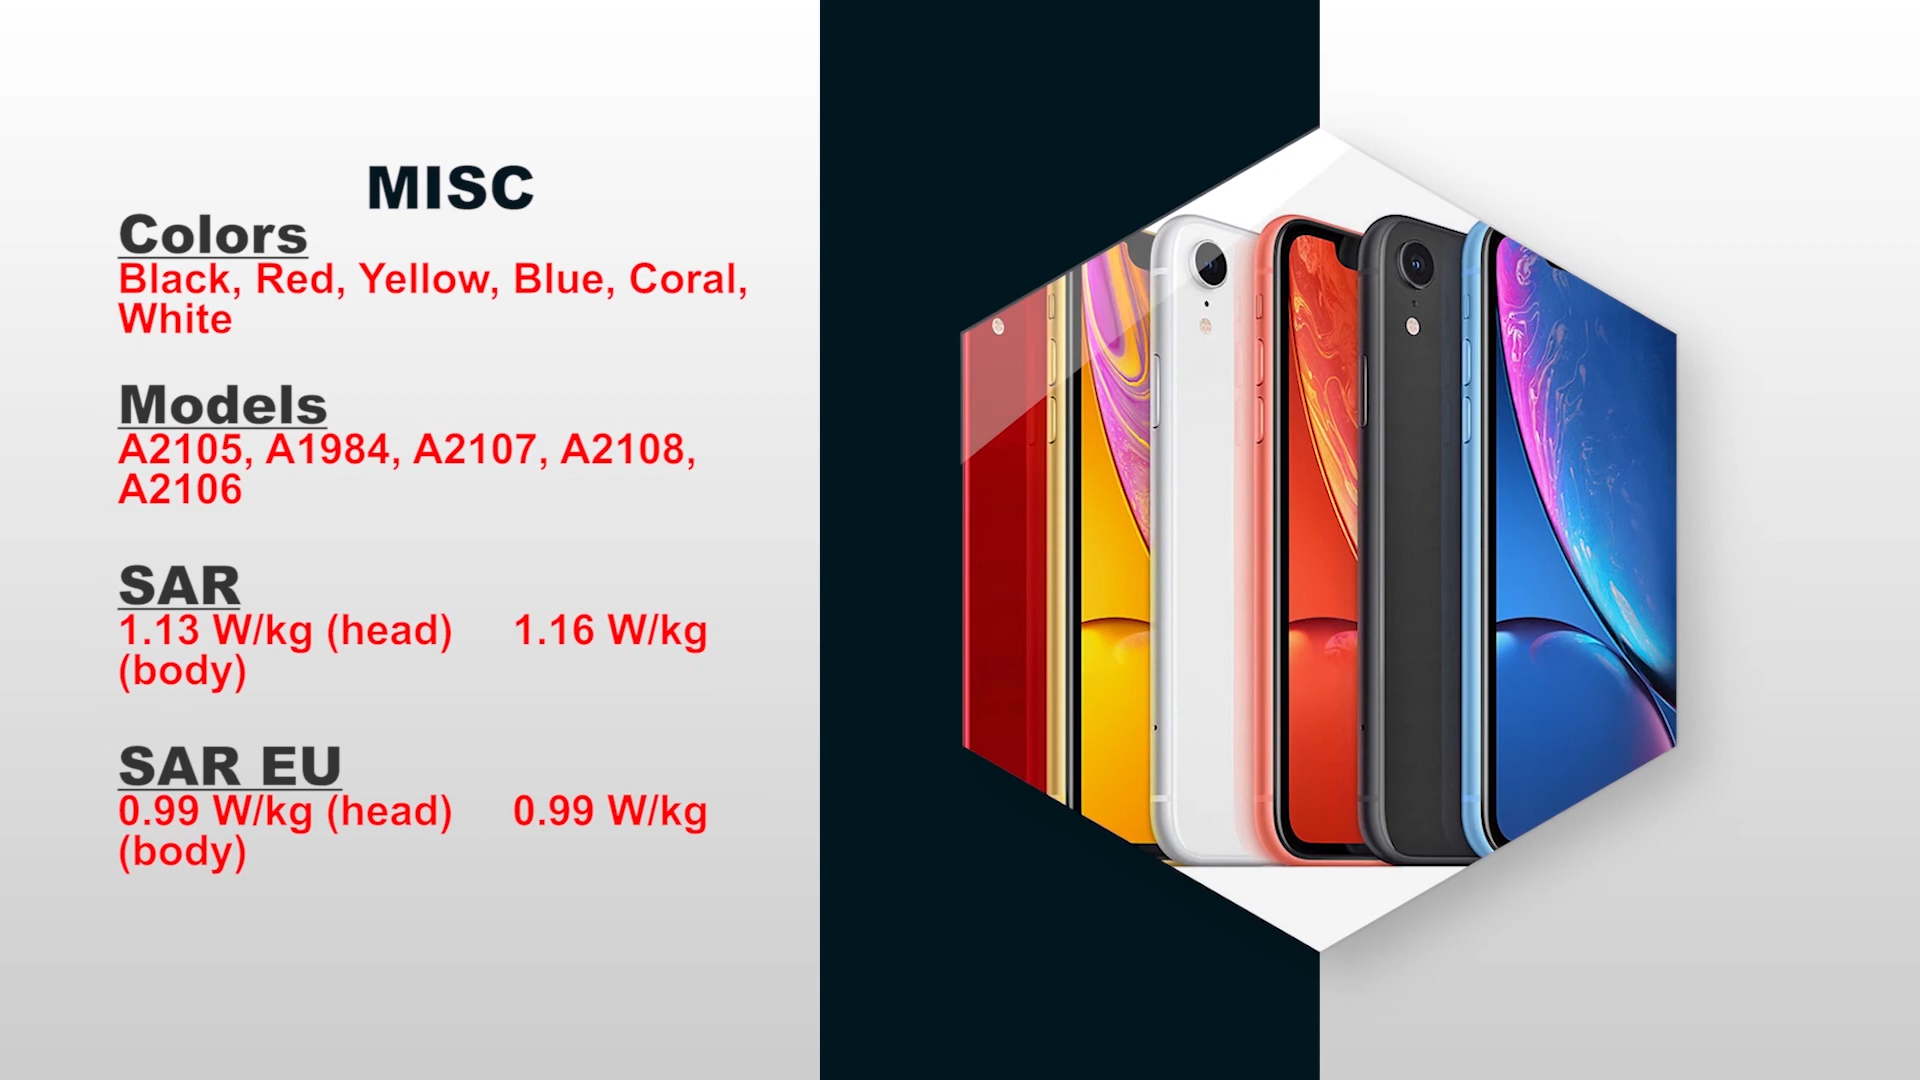 MISC
Colors
Black, Red, Yellow, Blue, Coral,
White
Models
A2105, A1984, A2107, A2108,
A2106
SAR
1.13 W/kg (head) 1.16 W/kg
(body)
SAR EU
0.99 W/kg (head) 0.99 W/kg
(body)